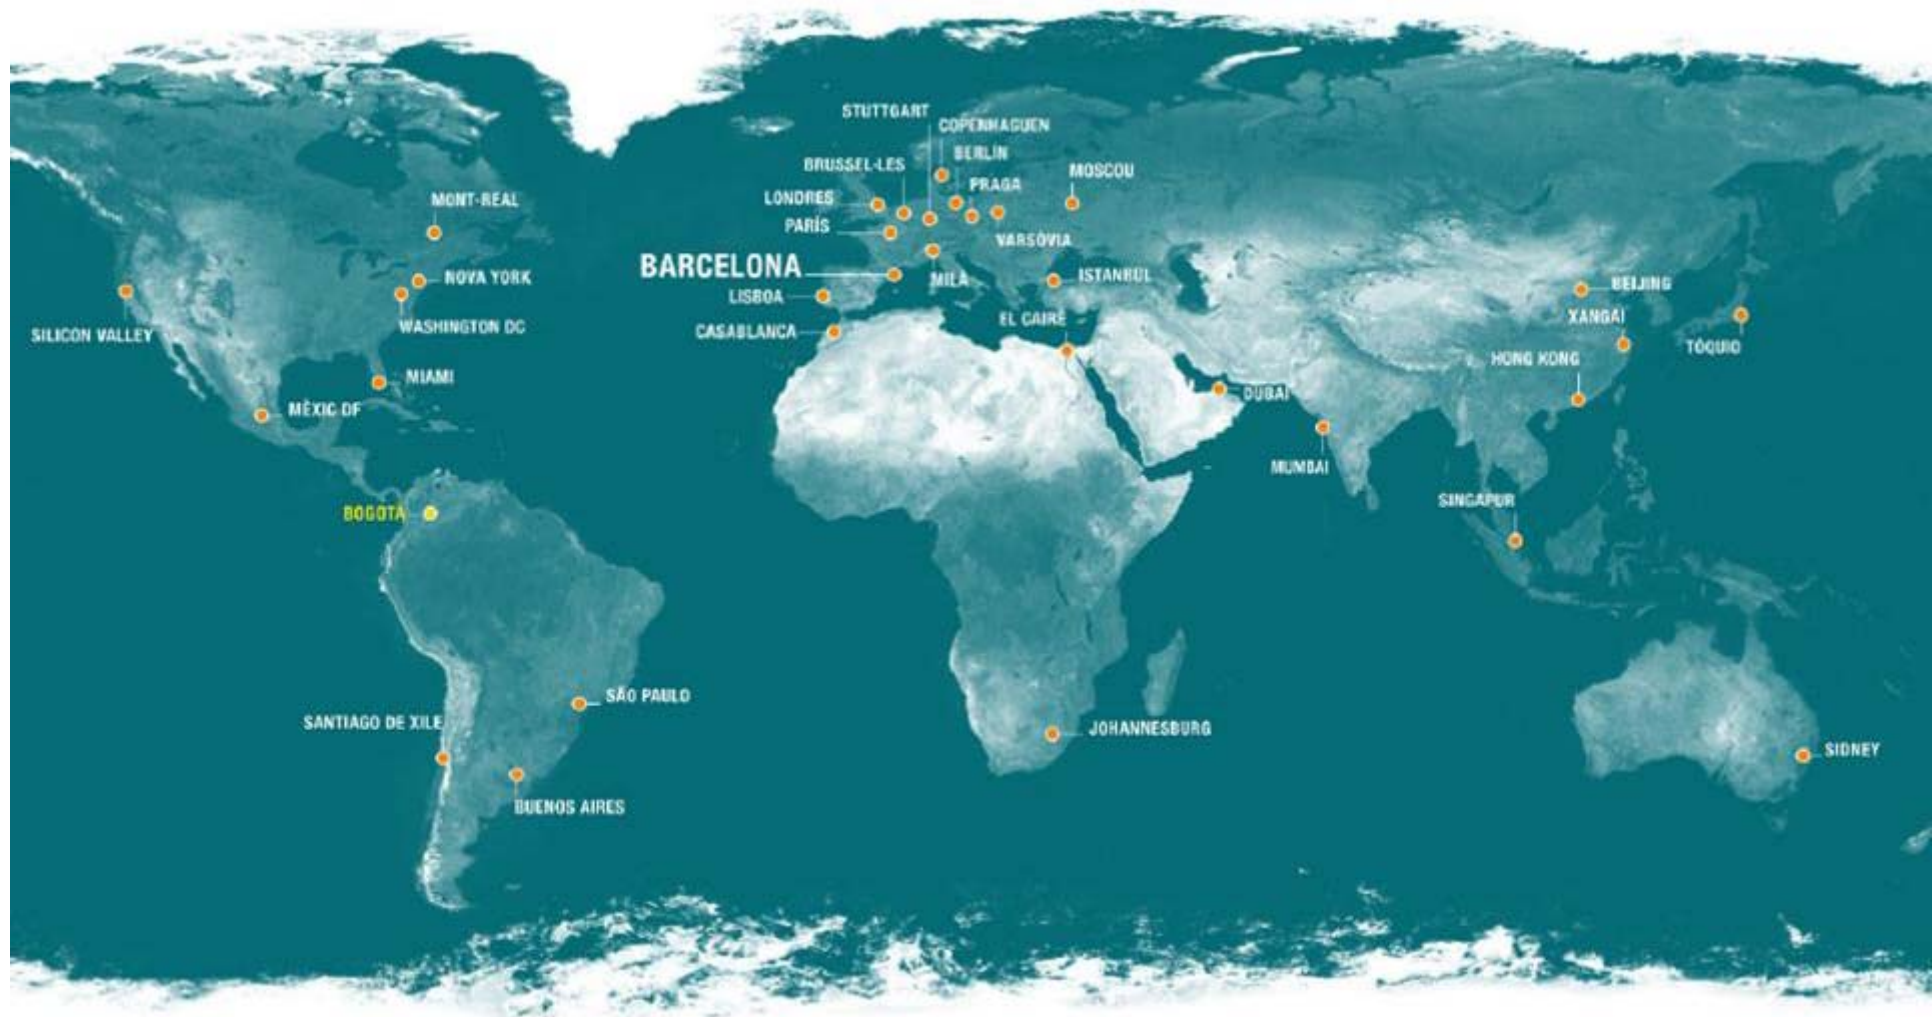 STUTTGART
COPENHAGUEN
BERLÍN
BRUSSEL·LES
PRAGA
MOSCOU
LONDRES
MONT-REAL
PARÍS
VARSÒVIA
BARCELONA
NOVA YORK
MILÀ
ISTANBUL
BEIJING
LISBOA
XANGAI
EL CAIRE
WASHINGTON DC
CASABLANCA
SILICON VALLEY
TÒQUIO
HONG KONG
MIAMI
DUBAI
MÈXIC DF
MUMBAI
SINGAPUR
BOGOTÀ
SÃO PAULO
SANTIAGO DE XILE
JOHANNESBURG
SIDNEY
BUENOS AIRES